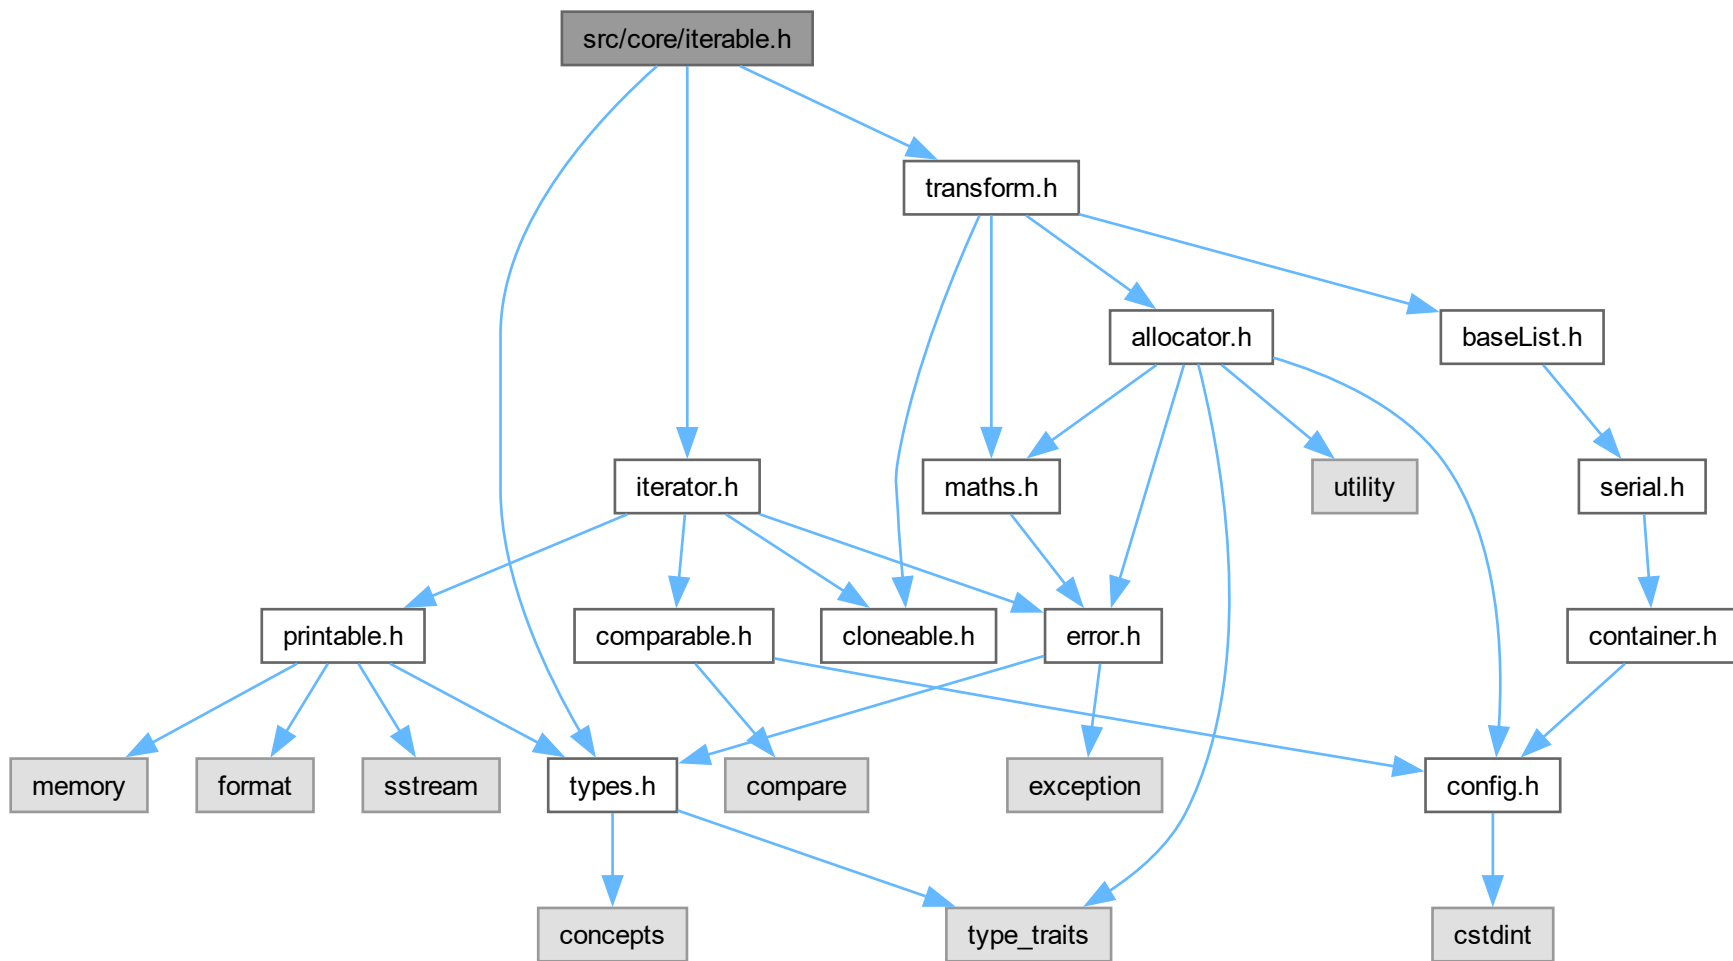 src/core/iterable.h
transform.h
allocator.h
baseList.h
iterator.h
maths.h
utility
serial.h
printable.h
comparable.h
cloneable.h
error.h
container.h
memory
format
sstream
types.h
compare
exception
config.h
concepts
type_traits
cstdint